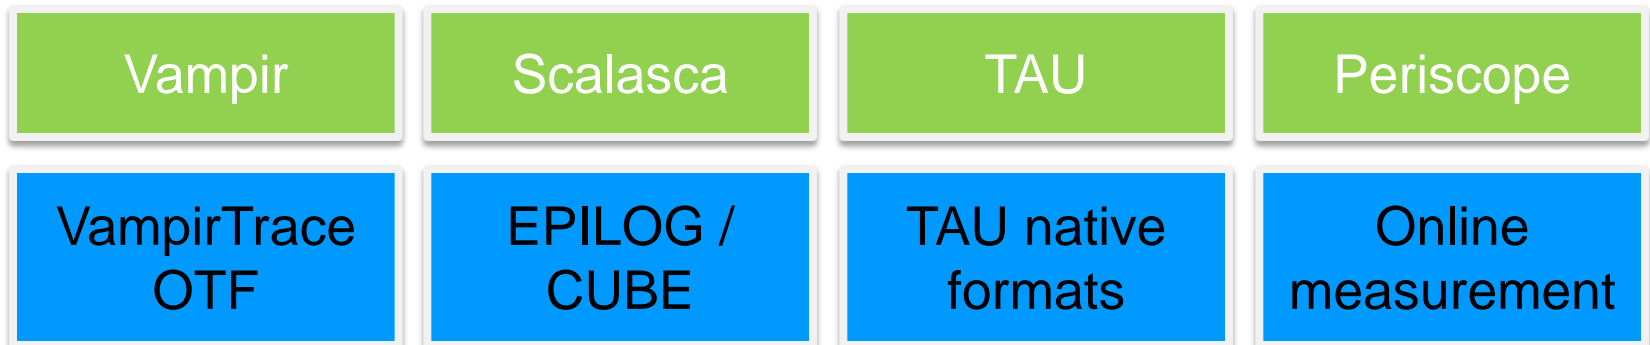 Vampir
Scalasca
TAU
Periscope
VampirTrace
OTF
EPILOG /
CUBE
TAU native
formats
Online
measurement